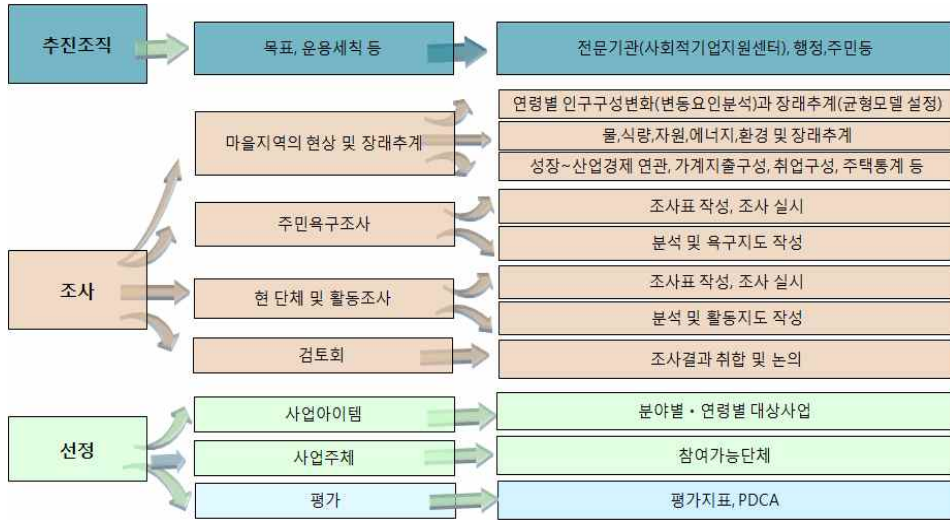 추진조직
목표, 운용세칙 등
전문기관(사회적기업지원센터), 행정,주민등
조사
마을지역의 현상 및 장래추계
연령별 인구구성변화(변동요인분석)과 장래추계(균형모델 설정)
물,식량,자원,에너지,환경 및 장래추계
성장~산업경제 연관, 가계지출구성, 취업구성, 주택통계 등
주민욕구조사
조사표 작성, 조사 실시
분석 및 욕구지도 작성
현 단체 및 활동조사
조사표 작성, 조사 실시
분석 및 활동지도 작성
검토회
조사결과 취합 및 논의
선정
사업아이템
분야별・연령별 대상사업
사업주체
참여가능단체
평가
평가지표, PDCA